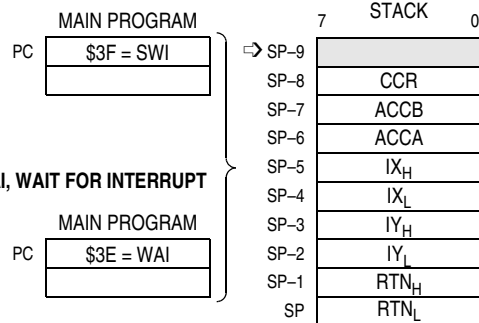 MAIN PROGRAM
PC $3F = SWI
I, WAIT FOR INTERRUPT
MAIN PROGRAM
PC $3E = WAI
STACK
7 0
SP–9
SP–8 CCR
SP–7 ACCB
SP–6 ACCA
SP–5 IXH
SP–4 IXL
SP–3 IYH
SP–2 IYL
SP–1 RTNH
SP RTNL